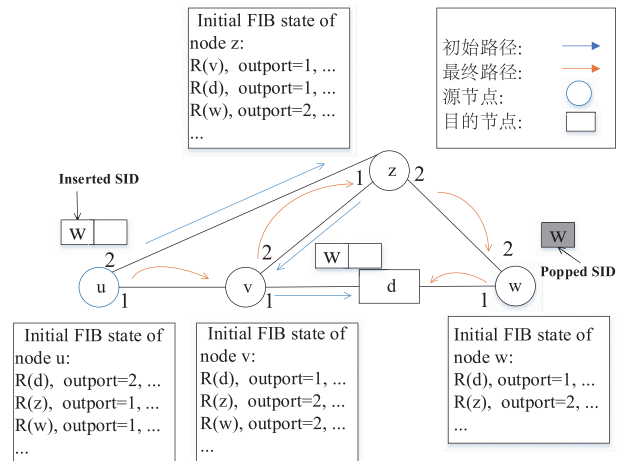 Initial FIB state of
node z:
R(v),  outport=1, ...
R(d),  outport=1, ...
R(w), outport=2, ...
...
初始路径:
最终路径:
源节点:
目的节点:
Inserted SID
w
2
u
1
z
1
2
2
v
1
w
d
2
w
1
w
Popped SID
Initial FIB state of
node u:
R(d),  outport=2, ...
R(z),  outport=1, ...
R(w), outport=1, ...
...
Initial FIB state of
node v:
R(d),  outport=1, ...
R(z),  outport=2, ...
R(w), outport=2, ...
...
Initial FIB state of
node w:
R(d), outport=1, ...
R(z), outport=2, ...
...